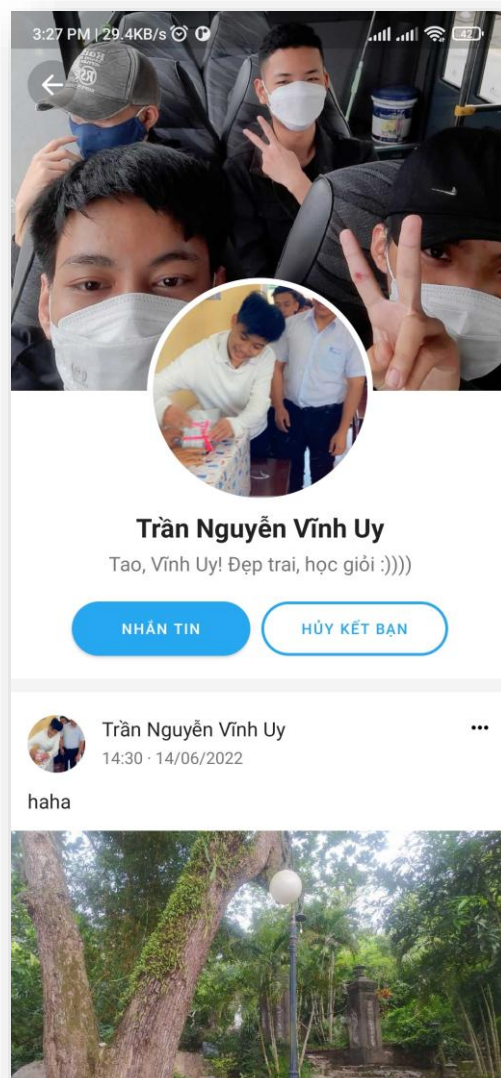 3:27 PM | 29.4KB/s
42
Trần Nguyễn Vĩnh Uy
Tao, Vĩnh Uy! Đẹp trai, học giỏi :))))
NHẮN TIN
HỦY KẾT BẠN
Trần Nguyễn Vĩnh Uy
14:30 · 14/06/2022
haha